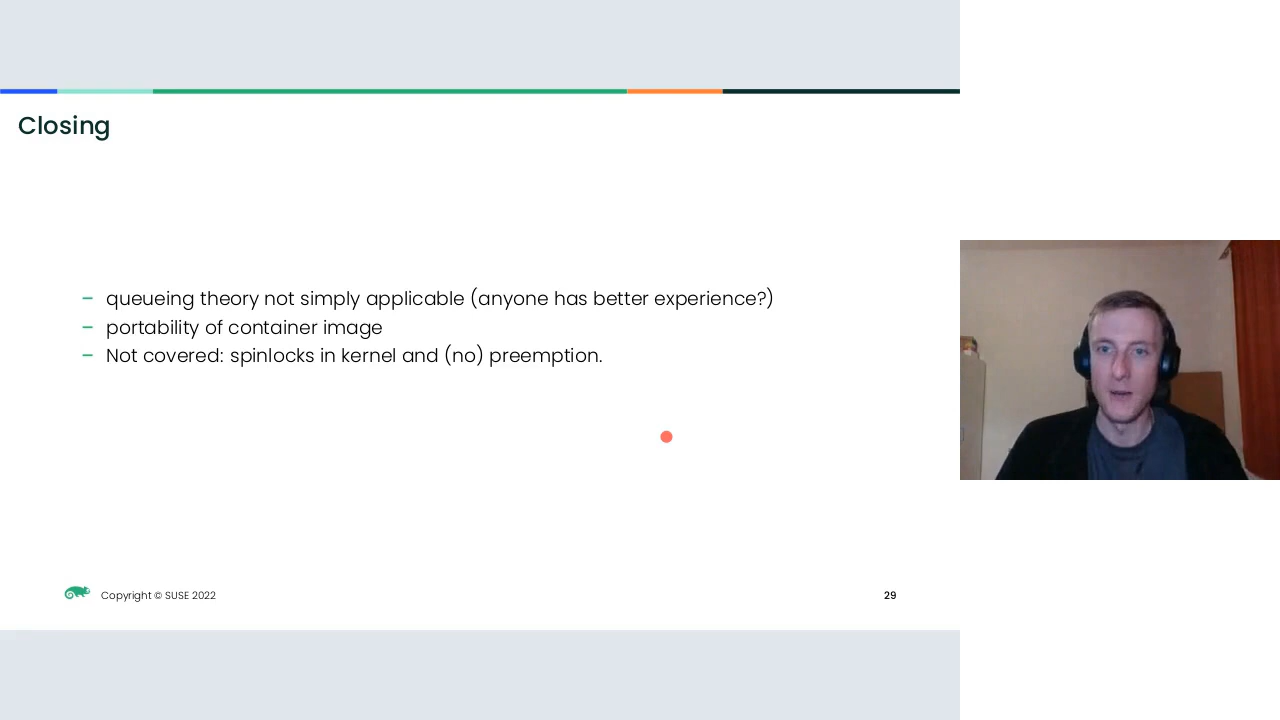 Closing
– queueing theory not simply applicable (anyone has better experience?)
– portability of container image
– Not covered: spinlocks in kernel and (no) preemption.
Copyright © SUSE 2022
29